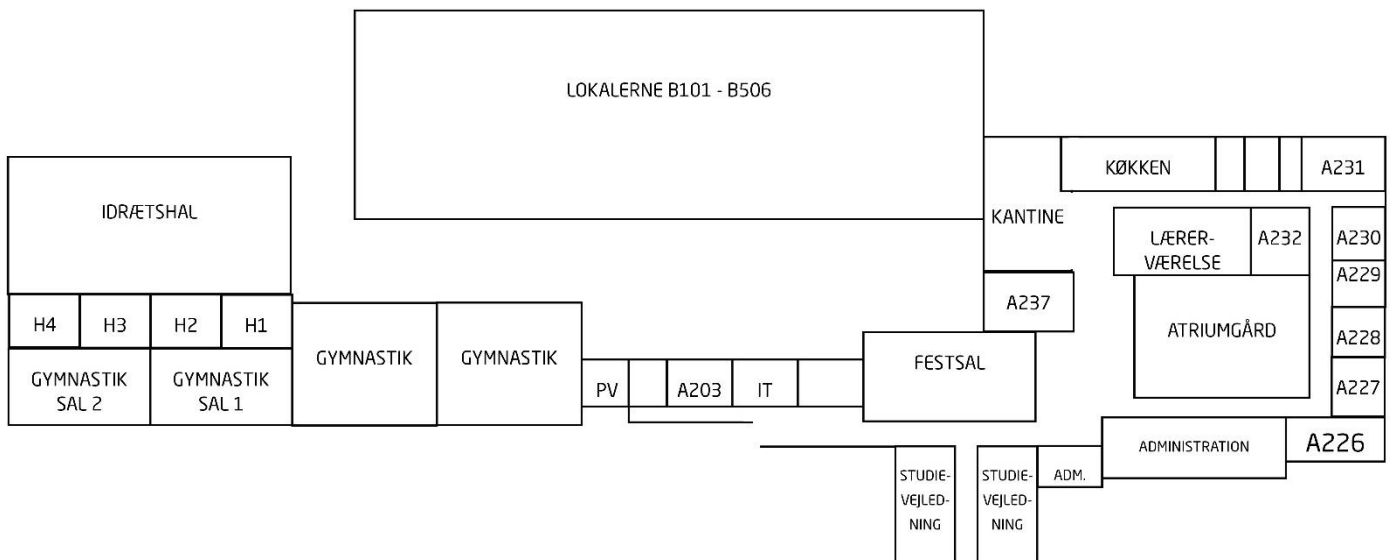 LOKALERNE B101 - B506
KØKKEN
A231
IDRÆTSHAL
KANTINE
LÆRER-
VÆRELSE
A232
A230
A229
H4
H3
H2
H1
A237
ATRIUMGÅRD
A228
GYMNASTIK
GYMNASTIK
FESTSAL
GYMNASTIK
SAL 2
GYMNASTIK
SAL 1
PV
A203
IT
A227
ADMINISTRATION
A226
STUDIE-
VEJLED-
NING
STUDIE-
VEJLED-
NING
ADM.